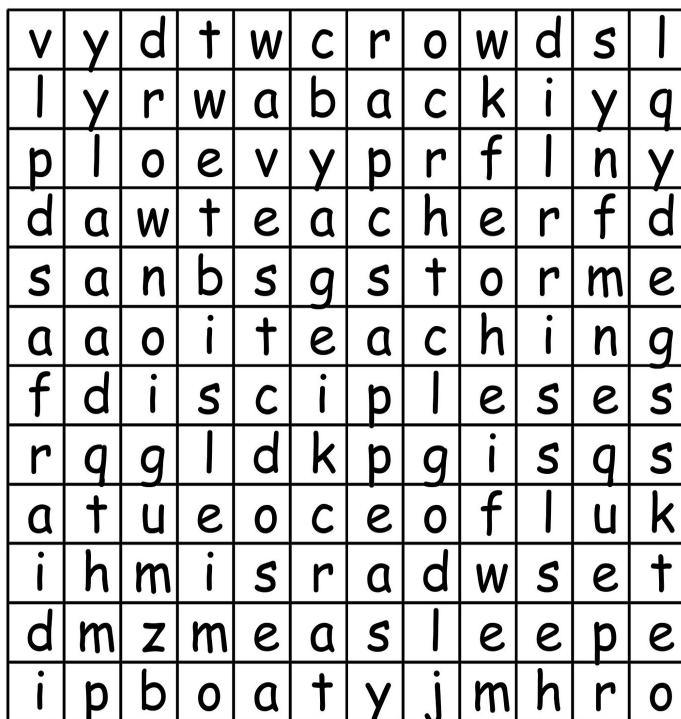 v y d t w c r o w d s l
l y r w a b a c k i y q
p l o e v y p r f l n y
d a w t e a c h e r f d
s a n b s g s t o r m e
a a o i t e a c h i n g
f d i s c i p l e s e s
r q g l d k p g i s q s
a t u e o c e o f l u k
i h m i s r a d w s e t
d m z m e a s l e e p e
i p b o a t y j m h r o